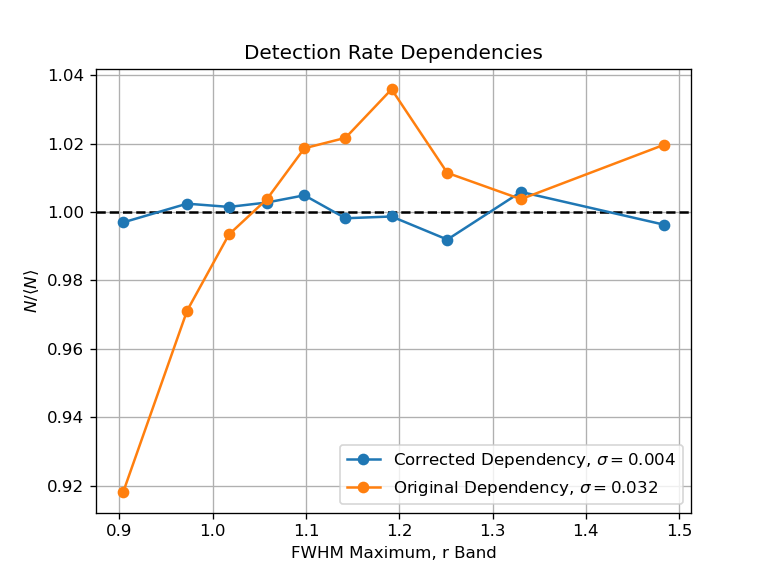 Detection Rate Dependencies
1.04
1.02
1.00
0.98
0.96
0.94
0.92
N/⟨N⟩
Corrected Dependency, σ = 0.004
Original Dependency, σ = 0.032
0.9 1.0 1.1 1.2 1.3 1.4 1.5
FWHM Maximum, r Band